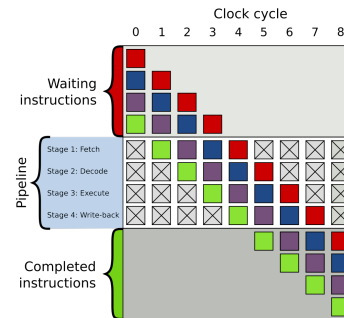 Clock cycle
0 1 2 3 4 5 6 7 8
Waiting
instructions
Pipeline
Stage 1: Fetch
Stage 2: Decode
Stage 3: Execute
Stage 4: Write-back
Completed
instructions